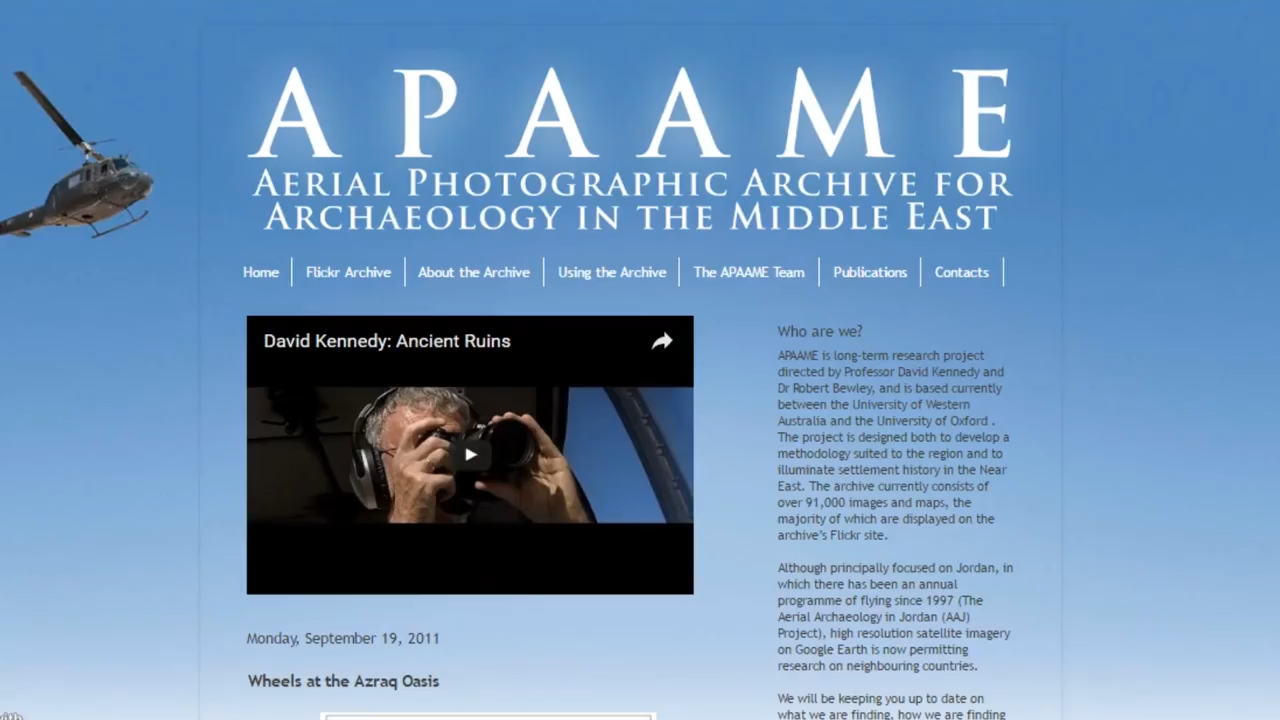 A P A A M E
AERIAL PHOTOGRAPHIC ARCHIVE FOR
ARCHAEOLOGY IN THE MIDDLE EAST
Home
Flickr Archive
About the Archive
Using the Archive
The APAAME Team
Publications
Contacts
David Kennedy: Ancient Ruins
Monday, September 19, 2011
Wheels at the Azraq Oasis
Who are we?
APAAME is long-term research project
directed by Professor David Kennedy and
Dr Robert Bewley, and is based currently
between the University of Western
Australia and the University of Oxford .
The project is designed both to develop a
methodology suited to the region and to
illuminate settlement history in the Near
East. The archive currently consists of
over 91,000 images and maps, the
majority of which are displayed on the
archive's Flickr site.
Although principally focused on Jordan, in
which there has been an annual
programme of flying since 1997 (The
Aerial Archaeology in Jordan (AAJ)
Project), high resolution satellite imagery
on Google Earth is now permitting
research on neighbouring countries.
We will be keeping you up to date on
what we are finding, how we are finding